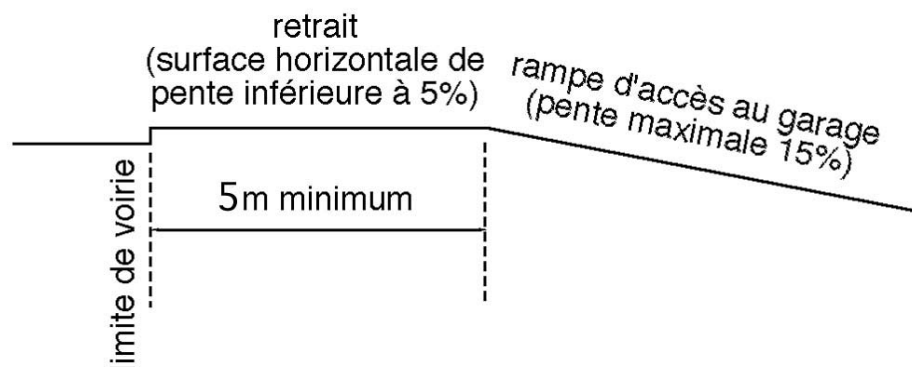 retrait
(surface horizontale de
pente inférieure à 5%)
rampe d'accès au garage
(pente maximale 15%)
5m minimum
imite de voirie